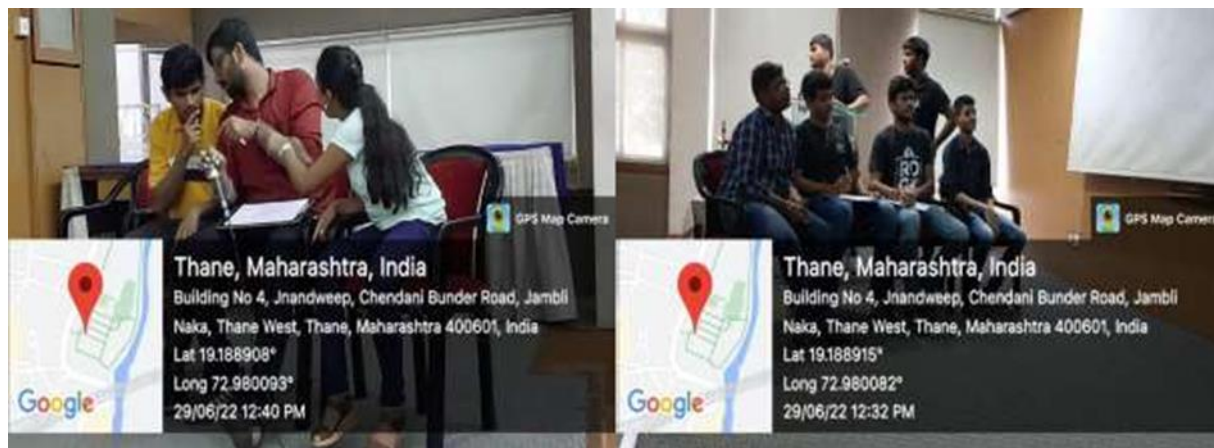 GPS Map Camera
Thane, Maharashtra, India
Building No 4, Jnandweep, Chendani Bunder Road, Jambli
Naka, Thane West, Thane, Maharashtra 400601, India
Lat 19.188908°
Long 72.980093°
29/06/22 12:40 PM
Google
GPS Map Camera
Thane, Maharashtra, India
Building No 4, Jnandweep, Chendani Bunder Road, Jambli
Naka, Thane West, Thane, Maharashtra 400601, India
Lat 19.188915°
Long 72.980082°
29/06/22 12:32 PM
Google
RO